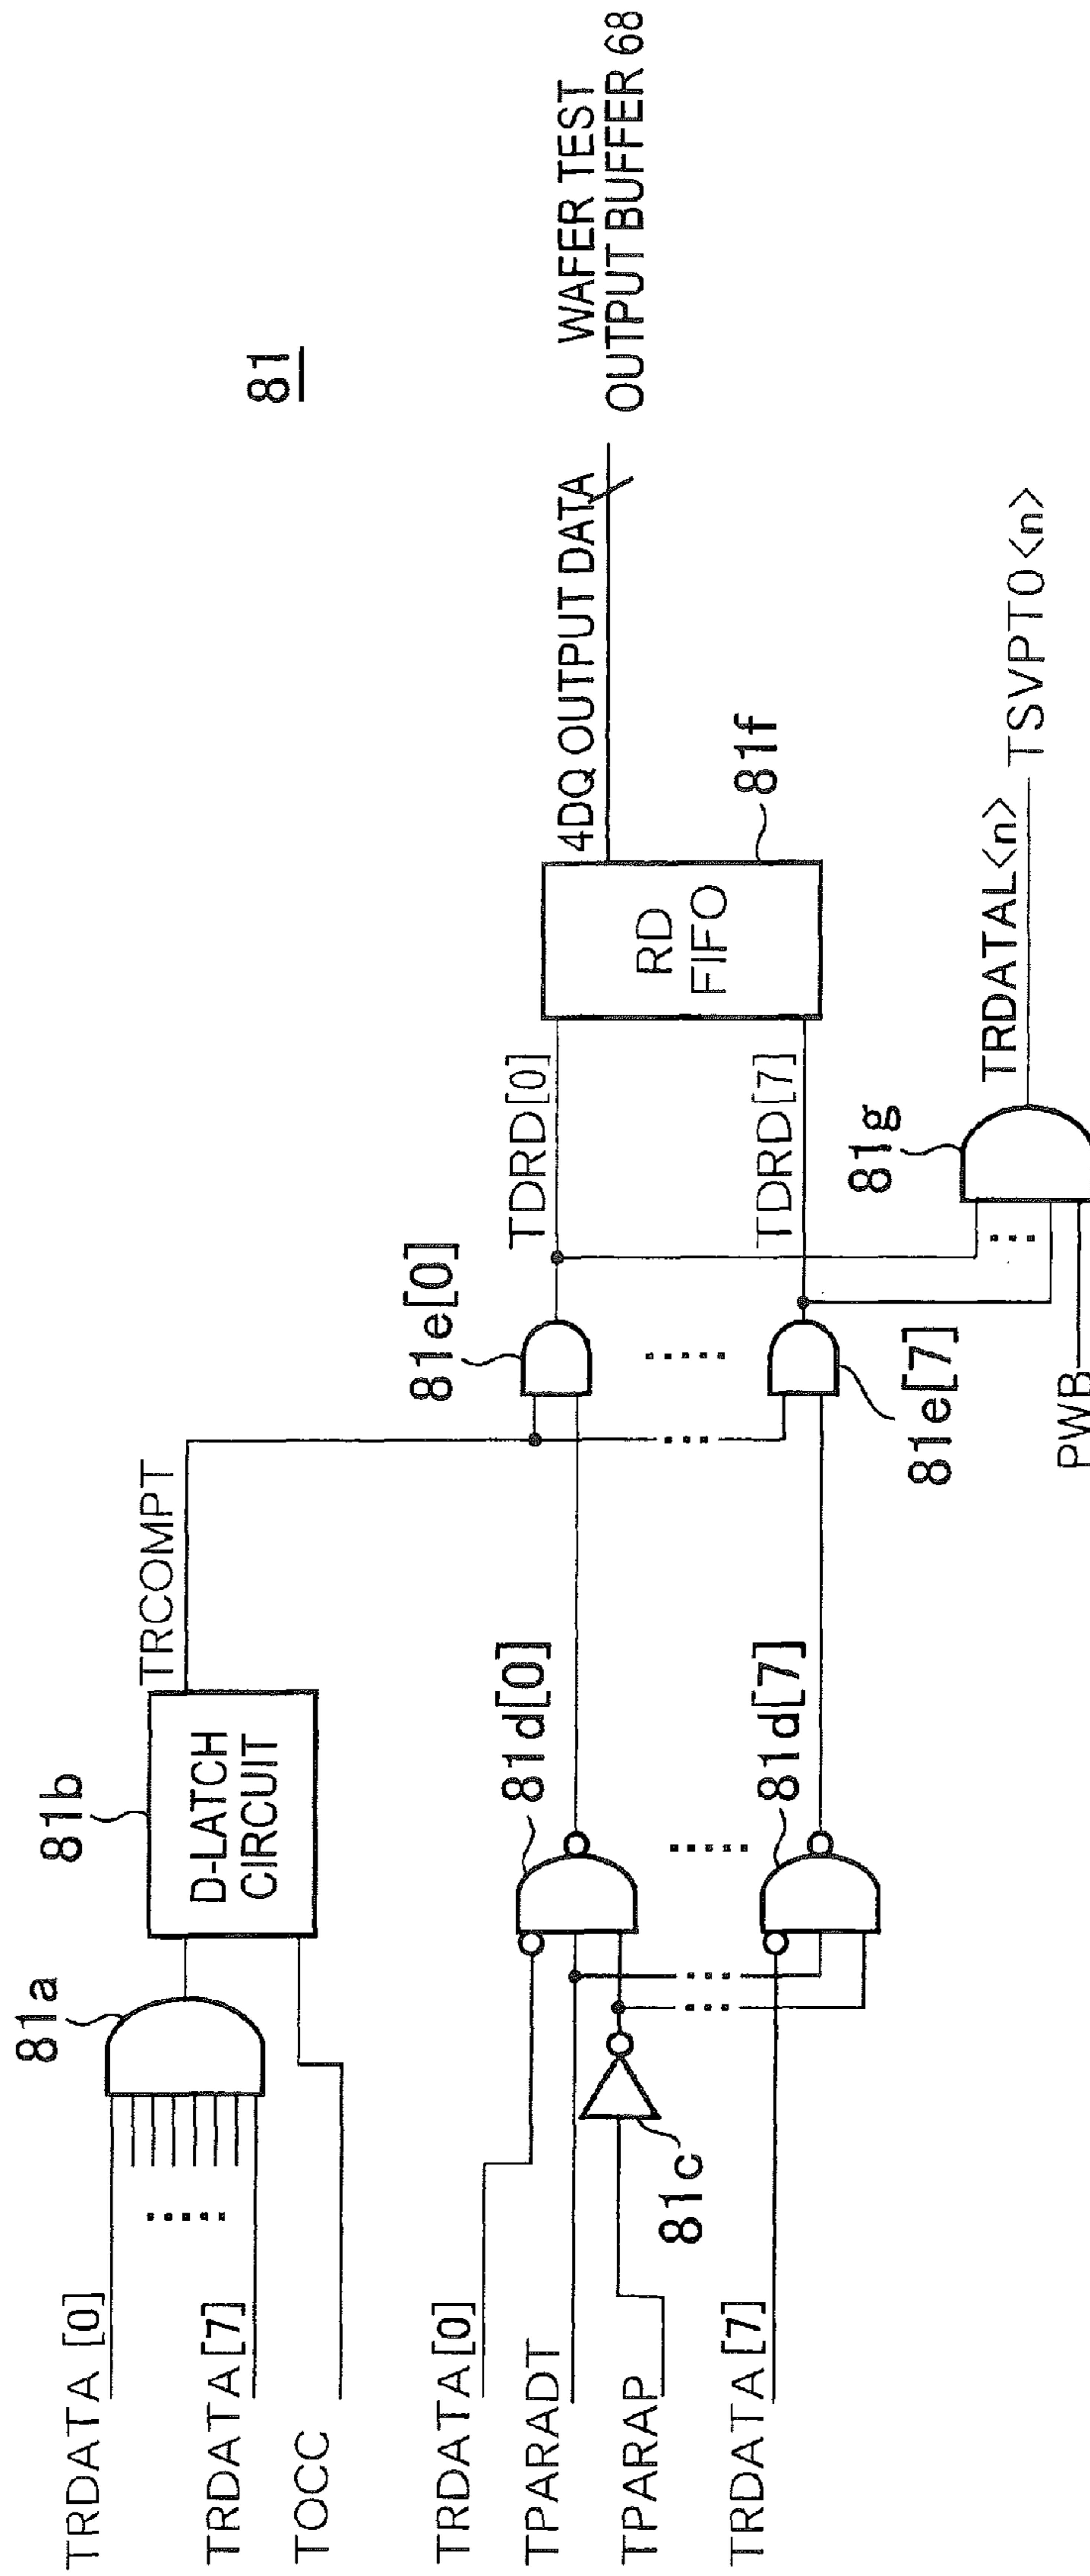 81
TRDATA [0]
TRDATA[7]
TOCC
81a
81b
D-LATCH
CIRCUIT
TRCOMPT
TRDATA[0]
TPARADT
TPARAP
TRDATA[7]
81c
81d[0]
81d[7]
81e[0]
81e[7]
TDRD[0]
TDRD[7]
RD
FIFO
81f
4DQ OUTPUT DATA
WAFER TEST
OUTPUT BUFFER 68
81g
PWB
TRDATAL<n>
TSVPT0<n>